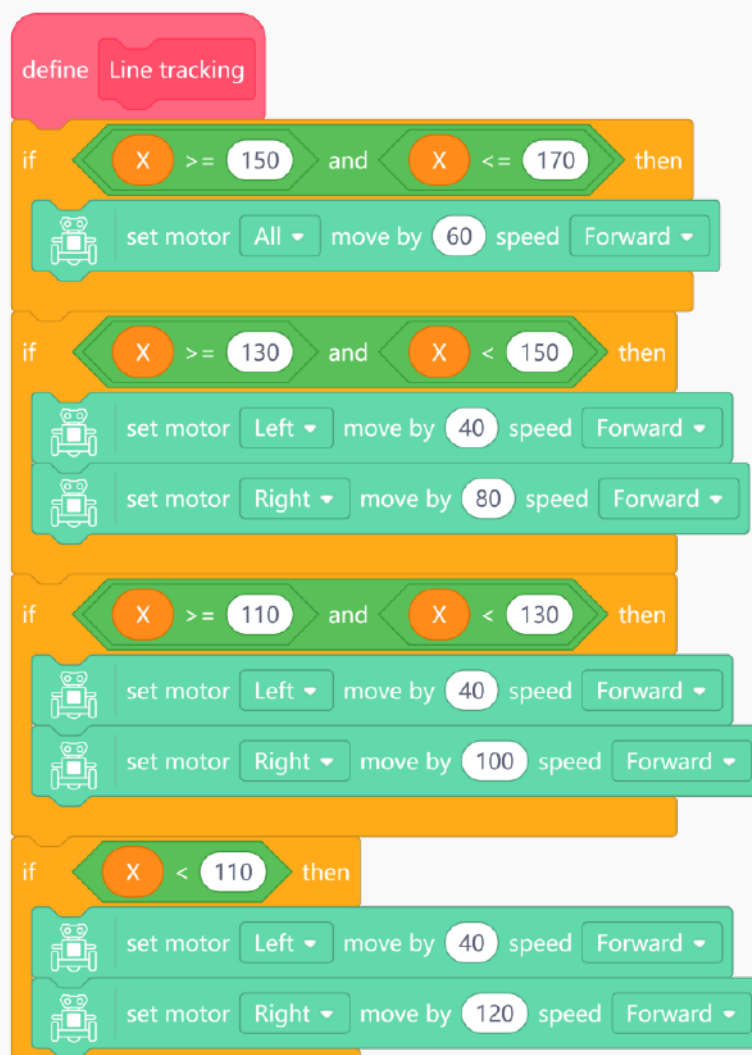 define Line tracking
if X >= 150 and X <= 170 then
set motor All move by 60 speed Forward
if X >= 130 and X < 150 then
set motor Left move by 40 speed Forward
set motor Right move by 80 speed Forward
if X >= 110 and X < 130 then
set motor Left move by 40 speed Forward
set motor Right move by 100 speed Forward
if X < 110 then
set motor Left move by 40 speed Forward
set motor Right move by 120 speed Forward